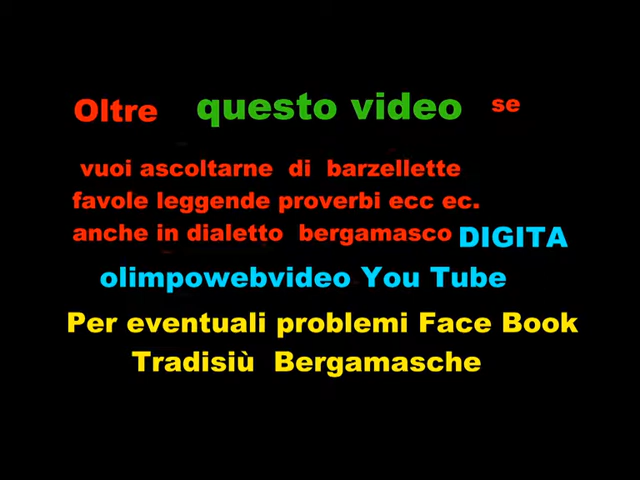 Oltre questo video se
vuoi ascoltarne di barzellette
favole leggende proverbi ecc ec.
anche in dialetto bergamasco DIGITA
olimpowebvideo You Tube
Per eventuali problemi Face Book
Tradisiù Bergamasche